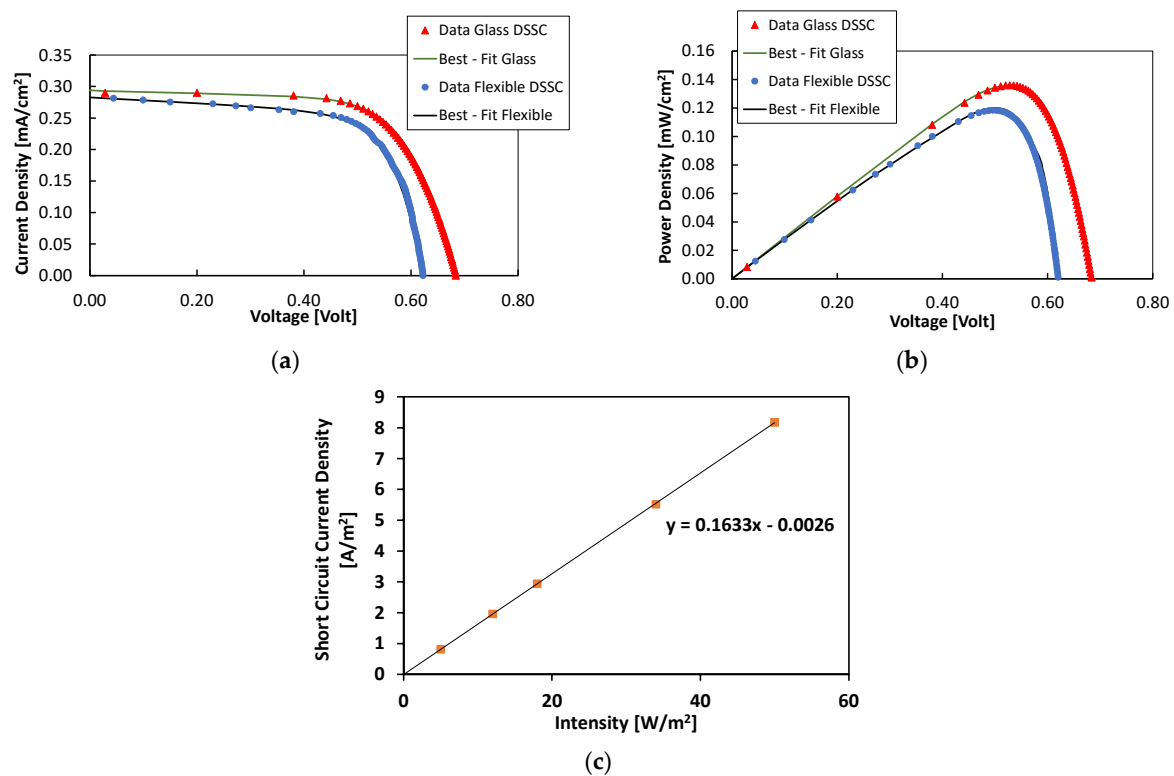 Data Glass DSSC
Best - Fit Glass
Data Flexible DSSC
Best - Fit Flexible
Current Density [mA/cm²]
0.35
0.30
0.25
0.20
0.15
0.10
0.05
0.00
0.00 0.20 0.40 0.60 0.80
Voltage [Volt]
(a)
Data Glass DSSC
Best - Fit Glass
Data Flexible DSSC
Best - Fit Flexible
Power Density [mW/cm²]
0.16
0.14
0.12
0.10
0.08
0.06
0.04
0.02
0.00
0.00 0.20 0.40 0.60 0.80
Voltage [Volt]
(b)
Short Circuit Current Density
[A/m²]
9
8
7
6
5
4
3
2
1
0
y = 0.1633x - 0.0026
0 20 40 60
Intensity [W/m²]
(c)